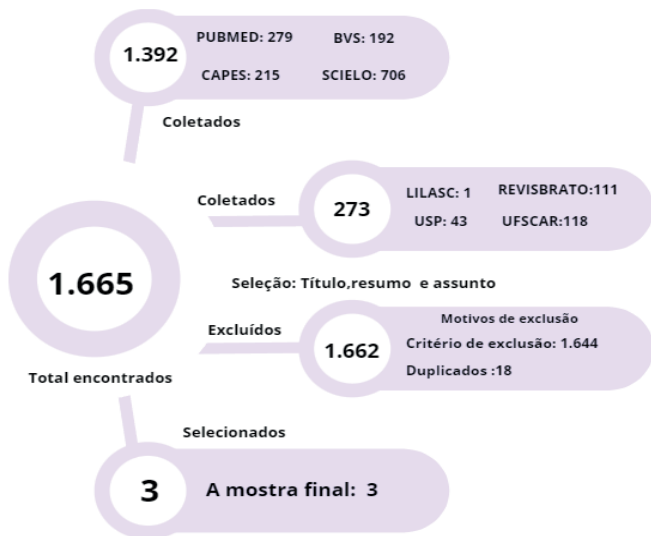 1.392
PUBMED: 279 BVS: 192
CAPES: 215 SCIELO: 706
Coletados
Coletados
273
LILASC: 1 REVISBRATO:111
USP: 43 UFSCAR:118
1.665
Total encontrados
Seleção: Título,resumo e assunto
Excluídos
1.662
Motivos de exclusão
Critério de exclusão: 1.644
Duplicados :18
Selecionados
3
A mostra final: 3